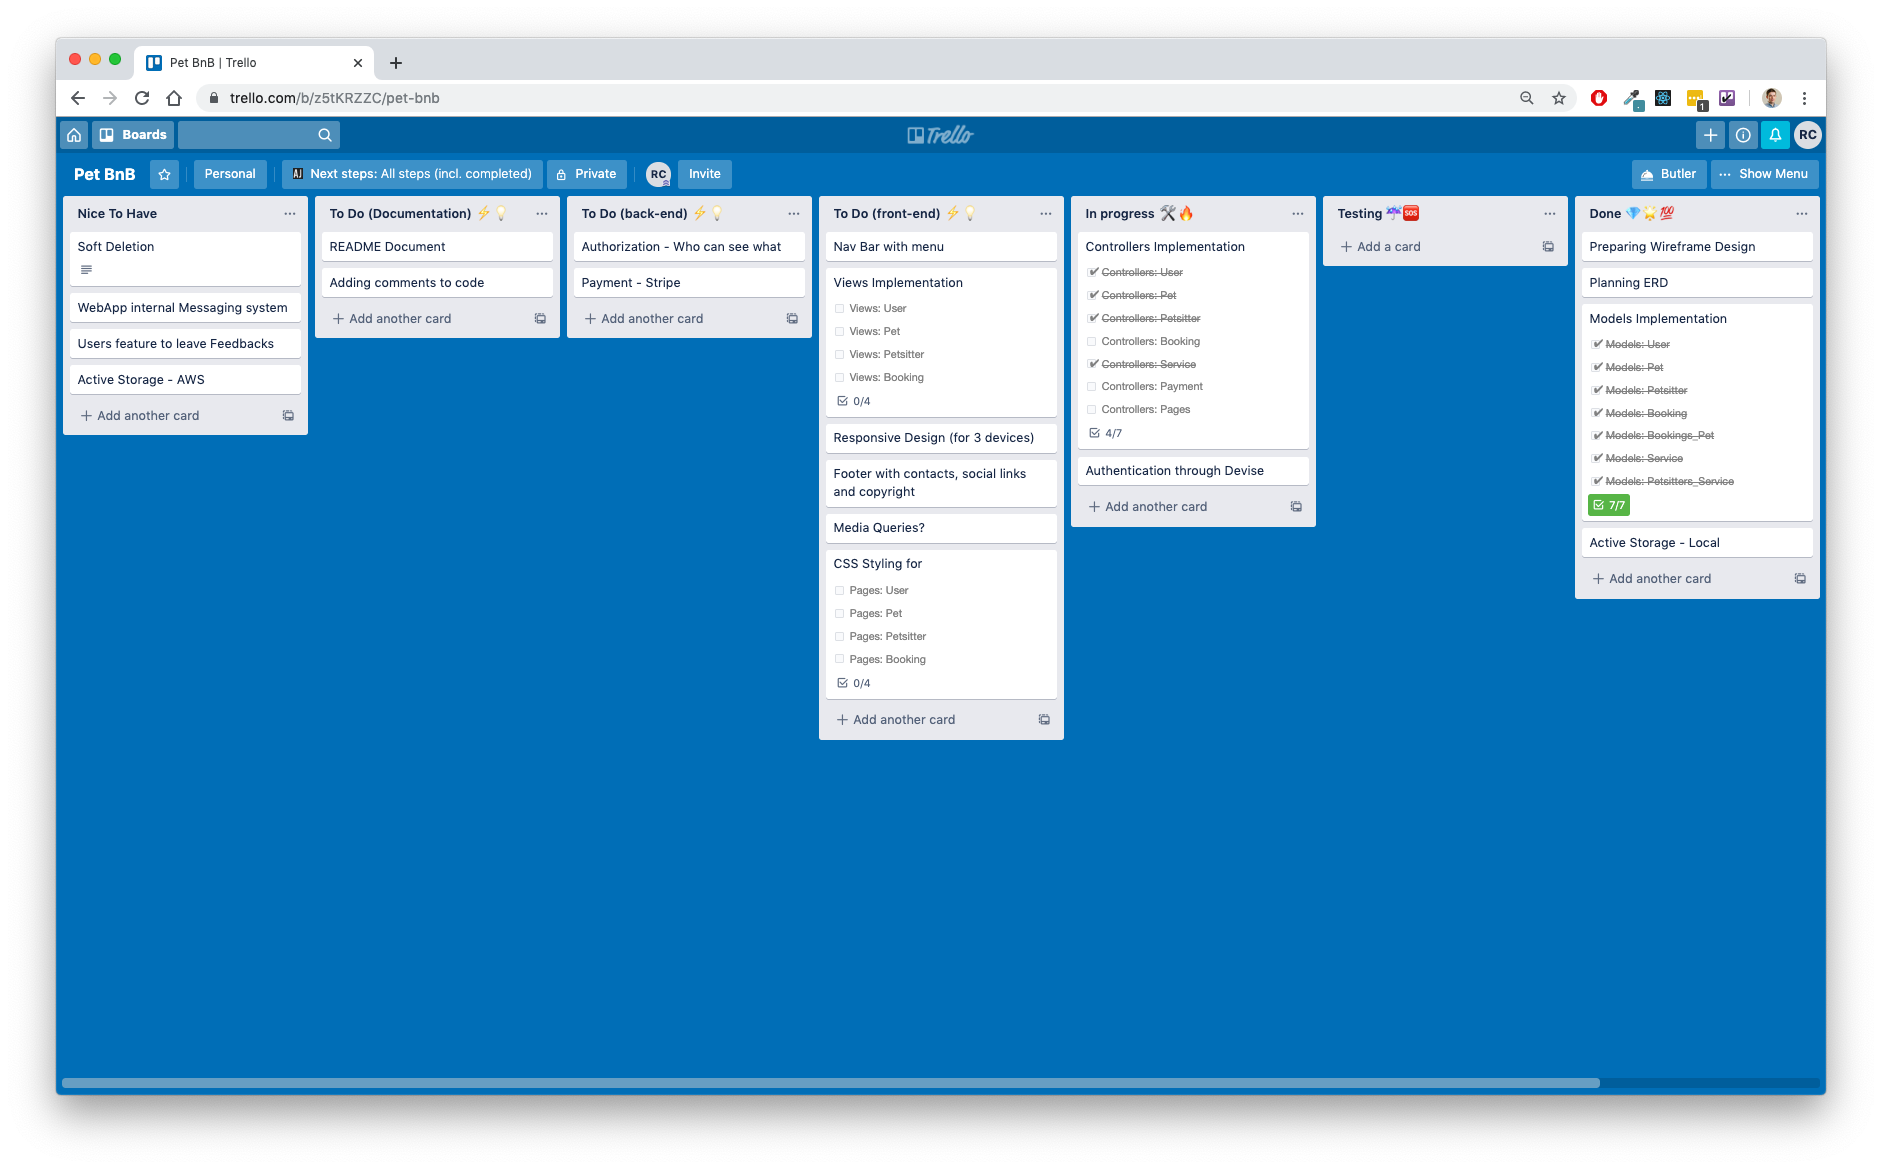 Pet BnB | Trello
trello.com/b/z5tKRZZC/pet-bnb
1
Boards
Trello
RC
Pet BnB
Personal
AJ Next steps: All steps (incl. completed)
Private
RC
Invite
Butler
Show Menu
Nice To Have
Soft Deletion
WebApp internal Messaging system
Users feature to leave Feedbacks
Active Storage - AWS
+ Add another card
To Do (Documentation) ⚡💡
README Document
Adding comments to code
+ Add another card
To Do (back-end) ⚡💡
Authorization - Who can see what
Payment - Stripe
+ Add another card
To Do (front-end) ⚡💡
Nav Bar with menu
Views Implementation
Views: User
Views: Pet
Views: Petsitter
Views: Booking
0/4
Responsive Design (for 3 devices)
Footer with contacts, social links
and copyright
Media Queries?
CSS Styling for
Pages: User
Pages: Pet
Pages: Petsitter
Pages: Booking
0/4
+ Add another card
In progress 🛠🔥
Controllers Implementation
Controllers: User
Controllers: Pet
Controllers: Petsitter
Controllers: Booking
Controllers: Service
Controllers: Payment
Controllers: Pages
4/7
Authentication through Devise
+ Add another card
Testing ☔🆘
+ Add a card
Done 💎🌟💯
Preparing Wireframe Design
Planning ERD
Models Implementation
Models: User
Models: Pet
Models: Petsitter
Models: Booking
Models: Bookings_Pet
Models: Service
Models: Petsitters_Service
7/7
Active Storage - Local
+ Add another card